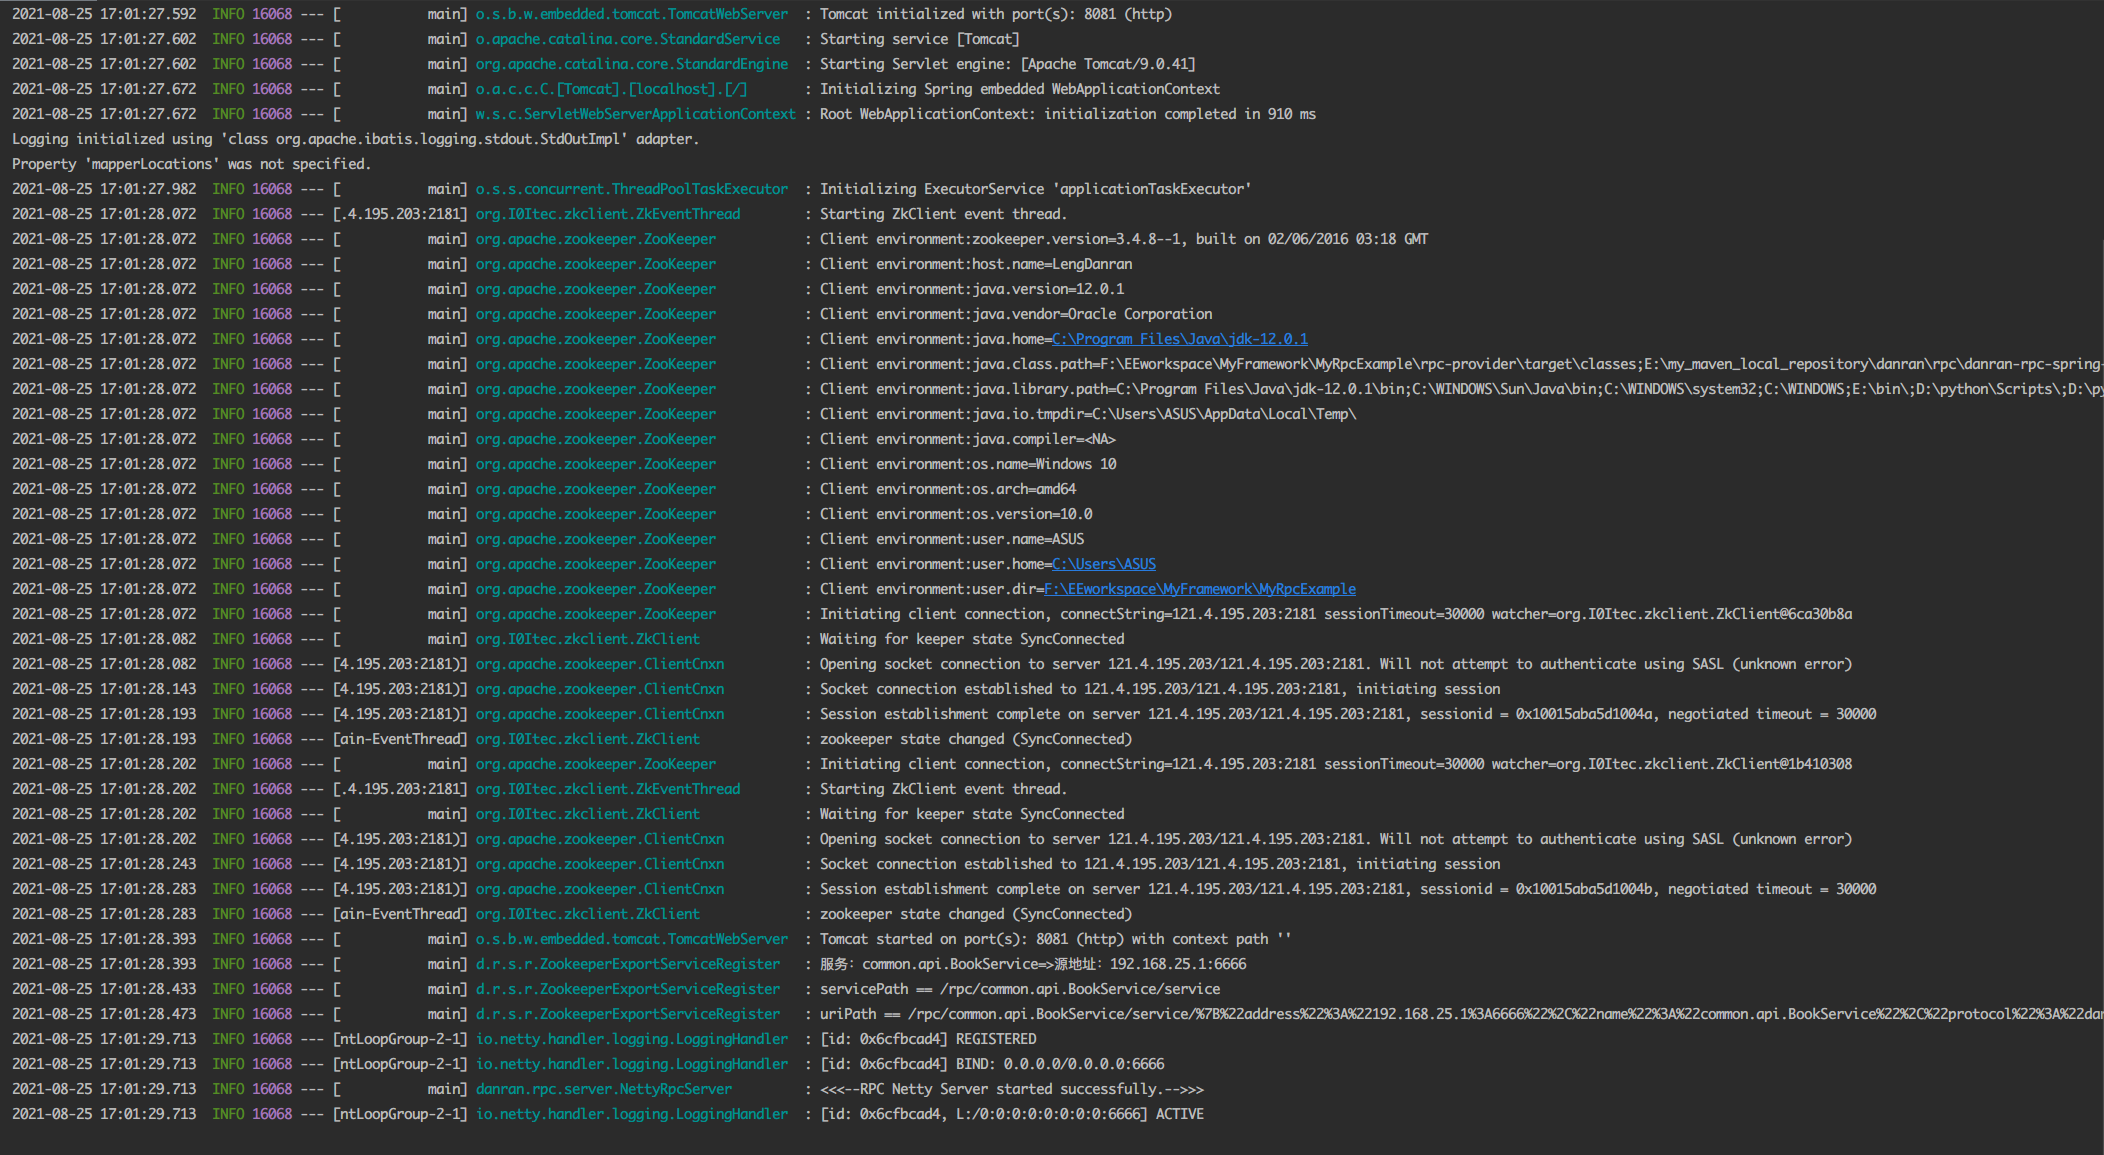 2021-08-25 17:01:27.592  INFO 16068 --- [           main] o.s.b.w.embedded.tomcat.TomcatWebServer  : Tomcat initialized with port(s): 8081 (http)
2021-08-25 17:01:27.602  INFO 16068 --- [           main] o.apache.catalina.core.StandardService   : Starting service [Tomcat]
2021-08-25 17:01:27.602  INFO 16068 --- [           main] org.apache.catalina.core.StandardEngine  : Starting Servlet engine: [Apache Tomcat/9.0.41]
2021-08-25 17:01:27.672  INFO 16068 --- [           main] o.a.c.c.C.[Tomcat].[localhost].[/]       : Initializing Spring embedded WebApplicationContext
2021-08-25 17:01:27.672  INFO 16068 --- [           main] w.s.c.ServletWebServerApplicationContext : Root WebApplicationContext: initialization completed in 910 ms
Logging initialized using 'class org.apache.ibatis.logging.stdout.StdOutImpl' adapter.
Property 'mapperLocations' was not specified.
2021-08-25 17:01:27.982  INFO 16068 --- [           main] o.s.s.concurrent.ThreadPoolTaskExecutor  : Initializing ExecutorService 'applicationTaskExecutor'
2021-08-25 17:01:28.072  INFO 16068 --- [.4.195.203:2181] org.I0Itec.zkclient.ZkEventThread        : Starting ZkClient event thread.
2021-08-25 17:01:28.072  INFO 16068 --- [           main] org.apache.zookeeper.ZooKeeper           : Client environment:zookeeper.version=3.4.8--1, built on 02/06/2016 03:18 GMT
2021-08-25 17:01:28.072  INFO 16068 --- [           main] org.apache.zookeeper.ZooKeeper           : Client environment:host.name=LengDanran
2021-08-25 17:01:28.072  INFO 16068 --- [           main] org.apache.zookeeper.ZooKeeper           : Client environment:java.version=12.0.1
2021-08-25 17:01:28.072  INFO 16068 --- [           main] org.apache.zookeeper.ZooKeeper           : Client environment:java.vendor=Oracle Corporation
2021-08-25 17:01:28.072  INFO 16068 --- [           main] org.apache.zookeeper.ZooKeeper           : Client environment:java.home=C:\Program Files\Java\jdk-12.0.1
2021-08-25 17:01:28.072  INFO 16068 --- [           main] org.apache.zookeeper.ZooKeeper           : Client environment:java.class.path=F:\EEworkspace\MyFramework\MyRpcExample\rpc-provider\target\classes;E:\my_maven_local_repository\danran\rpc\danran-rpc-spring-
2021-08-25 17:01:28.072  INFO 16068 --- [           main] org.apache.zookeeper.ZooKeeper           : Client environment:java.library.path=C:\Program Files\Java\jdk-12.0.1\bin;C:\WINDOWS\Sun\Java\bin;C:\WINDOWS\system32;C:\WINDOWS;E:\bin\;D:\python\Scripts\;D:\py
2021-08-25 17:01:28.072  INFO 16068 --- [           main] org.apache.zookeeper.ZooKeeper           : Client environment:java.io.tmpdir=C:\Users\ASUS\AppData\Local\Temp\
2021-08-25 17:01:28.072  INFO 16068 --- [           main] org.apache.zookeeper.ZooKeeper           : Client environment:java.compiler=<NA>
2021-08-25 17:01:28.072  INFO 16068 --- [           main] org.apache.zookeeper.ZooKeeper           : Client environment:os.name=Windows 10
2021-08-25 17:01:28.072  INFO 16068 --- [           main] org.apache.zookeeper.ZooKeeper           : Client environment:os.arch=amd64
2021-08-25 17:01:28.072  INFO 16068 --- [           main] org.apache.zookeeper.ZooKeeper           : Client environment:os.version=10.0
2021-08-25 17:01:28.072  INFO 16068 --- [           main] org.apache.zookeeper.ZooKeeper           : Client environment:user.name=ASUS
2021-08-25 17:01:28.072  INFO 16068 --- [           main] org.apache.zookeeper.ZooKeeper           : Client environment:user.home=C:\Users\ASUS
2021-08-25 17:01:28.072  INFO 16068 --- [           main] org.apache.zookeeper.ZooKeeper           : Client environment:user.dir=F:\EEworkspace\MyFramework\MyRpcExample
2021-08-25 17:01:28.072  INFO 16068 --- [           main] org.apache.zookeeper.ZooKeeper           : Initiating client connection, connectString=121.4.195.203:2181 sessionTimeout=30000 watcher=org.I0Itec.zkclient.ZkClient@6ca30b8a
2021-08-25 17:01:28.082  INFO 16068 --- [           main] org.I0Itec.zkclient.ZkClient             : Waiting for keeper state SyncConnected
2021-08-25 17:01:28.082  INFO 16068 --- [4.195.203:2181)] org.apache.zookeeper.ClientCnxn          : Opening socket connection to server 121.4.195.203/121.4.195.203:2181. Will not attempt to authenticate using SASL (unknown error)
2021-08-25 17:01:28.143  INFO 16068 --- [4.195.203:2181)] org.apache.zookeeper.ClientCnxn          : Socket connection established to 121.4.195.203/121.4.195.203:2181, initiating session
2021-08-25 17:01:28.193  INFO 16068 --- [4.195.203:2181)] org.apache.zookeeper.ClientCnxn          : Session establishment complete on server 121.4.195.203/121.4.195.203:2181, sessionid = 0x10015aba5d1004a, negotiated timeout = 30000
2021-08-25 17:01:28.193  INFO 16068 --- [ain-EventThread] org.I0Itec.zkclient.ZkClient             : zookeeper state changed (SyncConnected)
2021-08-25 17:01:28.202  INFO 16068 --- [           main] org.apache.zookeeper.ZooKeeper           : Initiating client connection, connectString=121.4.195.203:2181 sessionTimeout=30000 watcher=org.I0Itec.zkclient.ZkClient@1b410308
2021-08-25 17:01:28.202  INFO 16068 --- [.4.195.203:2181] org.I0Itec.zkclient.ZkEventThread        : Starting ZkClient event thread.
2021-08-25 17:01:28.202  INFO 16068 --- [           main] org.I0Itec.zkclient.ZkClient             : Waiting for keeper state SyncConnected
2021-08-25 17:01:28.202  INFO 16068 --- [4.195.203:2181)] org.apache.zookeeper.ClientCnxn          : Opening socket connection to server 121.4.195.203/121.4.195.203:2181. Will not attempt to authenticate using SASL (unknown error)
2021-08-25 17:01:28.243  INFO 16068 --- [4.195.203:2181)] org.apache.zookeeper.ClientCnxn          : Socket connection established to 121.4.195.203/121.4.195.203:2181, initiating session
2021-08-25 17:01:28.283  INFO 16068 --- [4.195.203:2181)] org.apache.zookeeper.ClientCnxn          : Session establishment complete on server 121.4.195.203/121.4.195.203:2181, sessionid = 0x10015aba5d1004b, negotiated timeout = 30000
2021-08-25 17:01:28.283  INFO 16068 --- [ain-EventThread] org.I0Itec.zkclient.ZkClient             : zookeeper state changed (SyncConnected)
2021-08-25 17:01:28.393  INFO 16068 --- [           main] o.s.b.w.embedded.tomcat.TomcatWebServer  : Tomcat started on port(s): 8081 (http) with context path ''
2021-08-25 17:01:28.393  INFO 16068 --- [           main] d.r.s.r.ZookeeperExportServiceRegister   : 服务：common.api.BookService=>源地址：192.168.25.1:6666
2021-08-25 17:01:28.433  INFO 16068 --- [           main] d.r.s.r.ZookeeperExportServiceRegister   : servicePath == /rpc/common.api.BookService/service
2021-08-25 17:01:28.473  INFO 16068 --- [           main] d.r.s.r.ZookeeperExportServiceRegister   : uriPath == /rpc/common.api.BookService/service/%7B%22address%22%3A%22192.168.25.1%3A6666%22%2C%22name%22%3A%22common.api.BookService%22%2C%22protocol%22%3A%22dan
2021-08-25 17:01:29.713  INFO 16068 --- [ntLoopGroup-2-1] io.netty.handler.logging.LoggingHandler  : [id: 0x6cfbcad4] REGISTERED
2021-08-25 17:01:29.713  INFO 16068 --- [ntLoopGroup-2-1] io.netty.handler.logging.LoggingHandler  : [id: 0x6cfbcad4] BIND: 0.0.0.0/0.0.0.0:6666
2021-08-25 17:01:29.713  INFO 16068 --- [           main] danran.rpc.server.NettyRpcServer         : <<<--RPC Netty Server started successfully.-->>>
2021-08-25 17:01:29.713  INFO 16068 --- [ntLoopGroup-2-1] io.netty.handler.logging.LoggingHandler  : [id: 0x6cfbcad4, L:/0:0:0:0:0:0:0:0:6666] ACTIVE